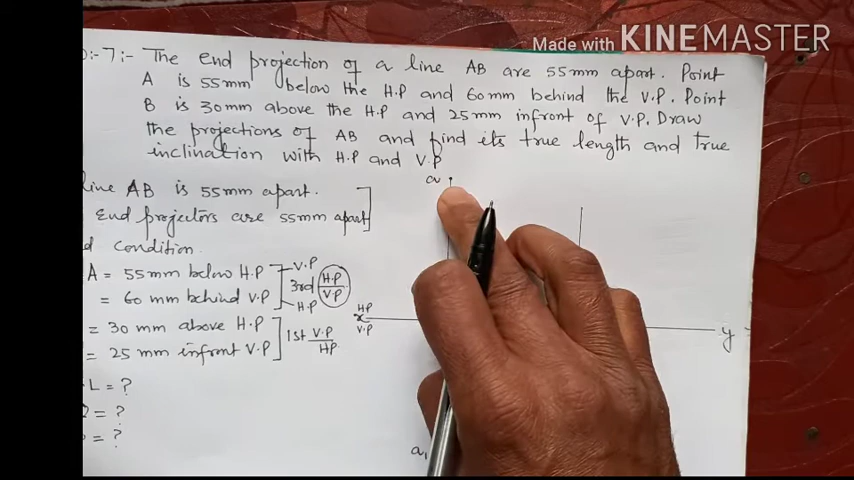 Made with KINEMASTER
:-7:- The end projection of a line AB are 55mm apart. Point
A is 55mm below the H.P and 60mm behind the V.P. Point
B is 30mm above the H.P and 25mm infront of V.P. Draw
the projections of AB and find its true length and True
inclination with H.P and V.P
line AB is 55mm apart.
End projectors are 55mm apart
condition
A = 55mm below H.P
= 60 mm behind V.P
V.P
3rd H.P
V.P
H.P
= 30 mm above H.P
= 25 mm infront V.P
1st V.P
HP
L = ?
= ?
= ?
a
HP
x
V.P
y
a₁